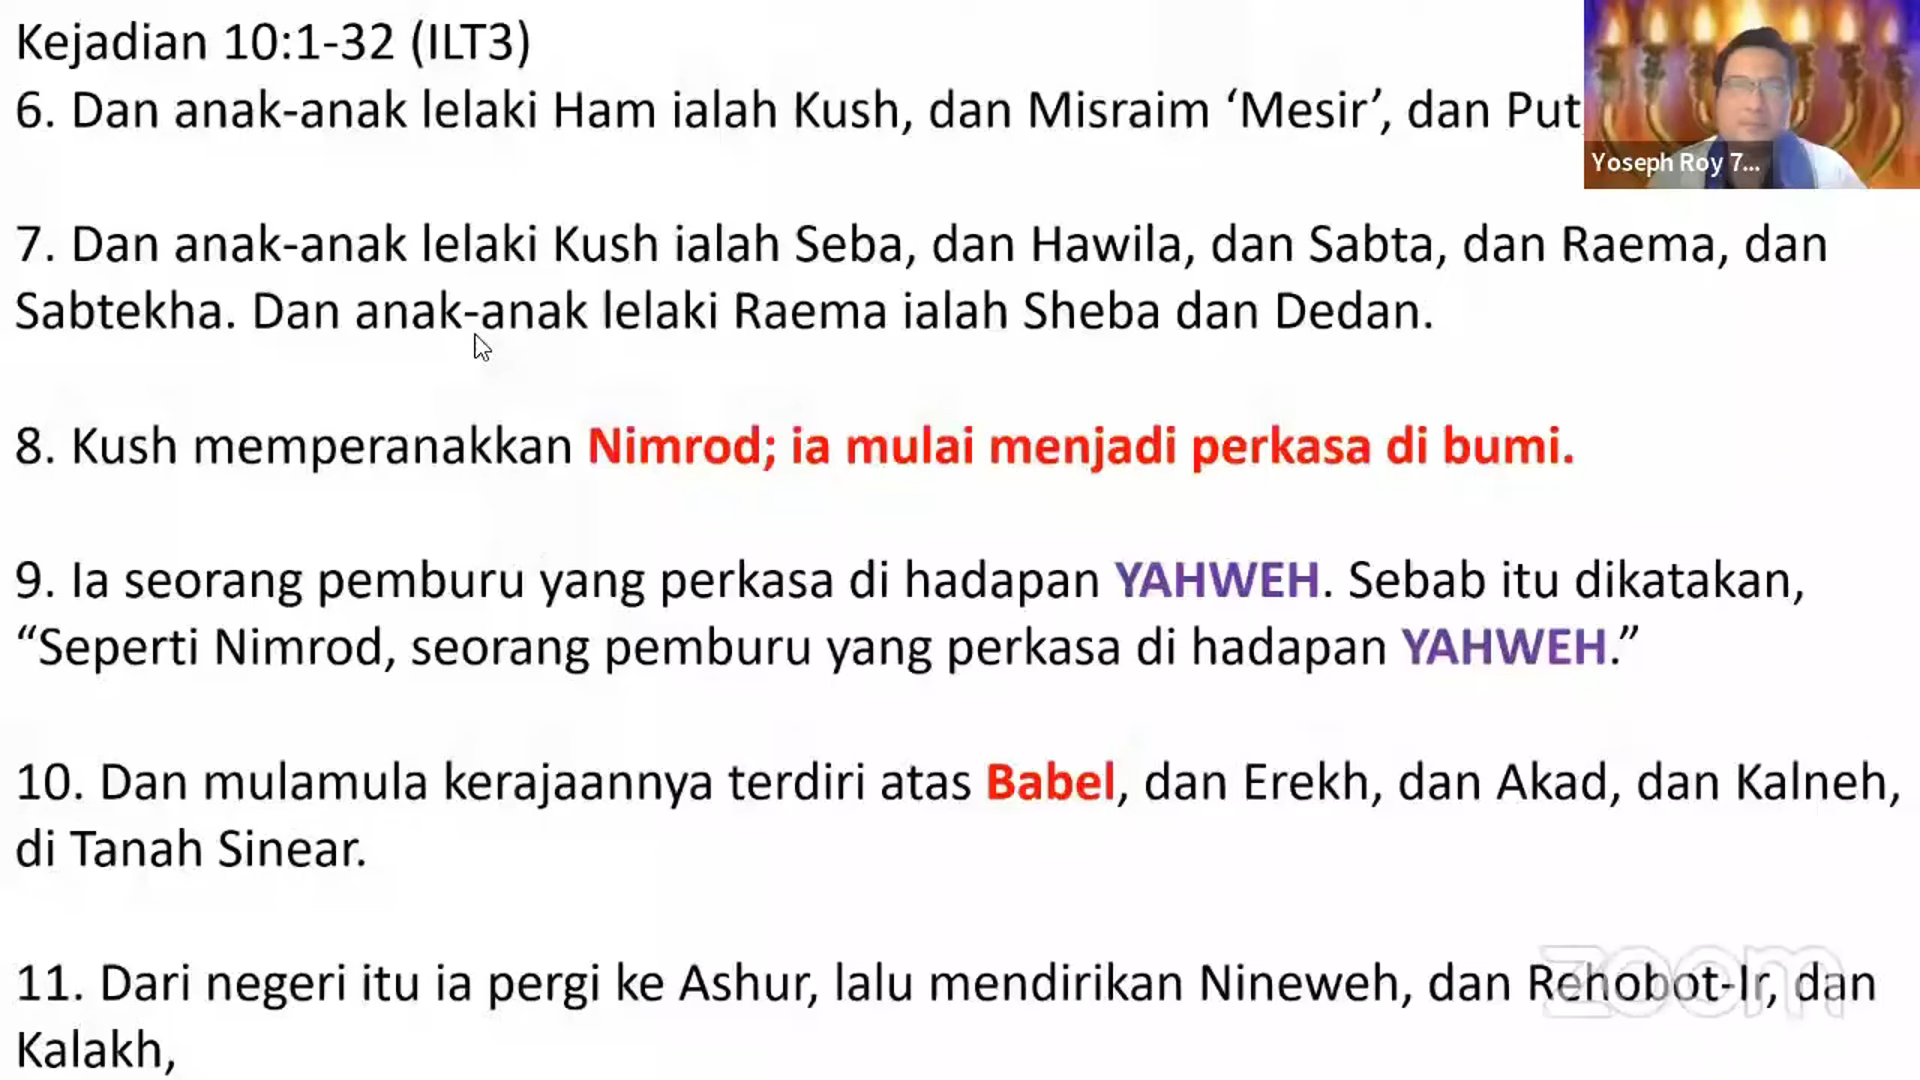 Kejadian 10:1-32 (ILT3)
6. Dan anak-anak lelaki Ham ialah Kush, dan Misraim ‘Mesir’, dan Put
Yoseph Roy 7...
7. Dan anak-anak lelaki Kush ialah Seba, dan Hawila, dan Sabta, dan Raema, dan
Sabtekha. Dan anak-anak lelaki Raema ialah Sheba dan Dedan.
8. Kush memperanakkan Nimrod; ia mulai menjadi perkasa di bumi.
9. Ia seorang pemburu yang perkasa di hadapan YAHWEH. Sebab itu dikatakan,
“Seperti Nimrod, seorang pemburu yang perkasa di hadapan YAHWEH.”
10. Dan mulamula kerajaannya terdiri atas Babel, dan Erekh, dan Akad, dan Kalneh,
di Tanah Sinear.
11. Dari negeri itu ia pergi ke Ashur, lalu mendirikan Nineweh, dan Rehobot-Ir, dan
Kalakh,
zoom